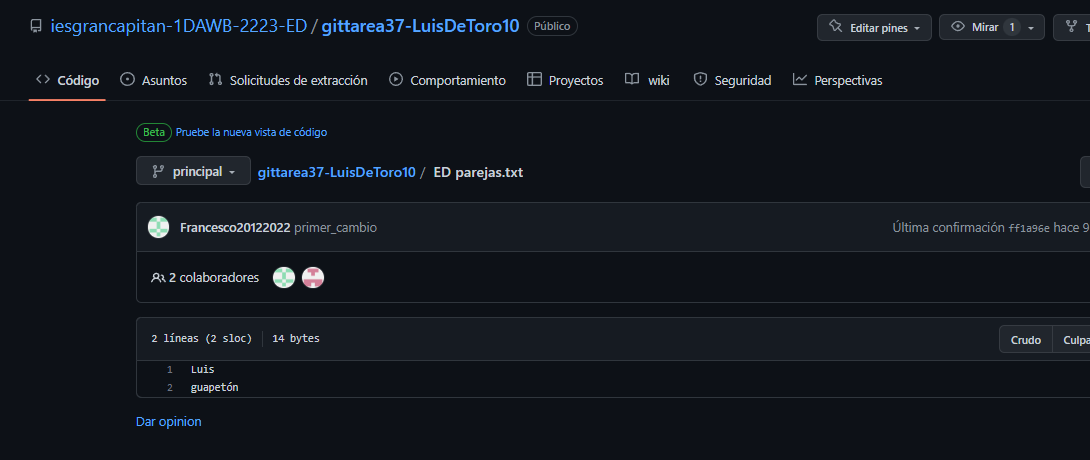 iesgrancapitan-1DAWB-2223-ED / gittarea37-LuisDeToro10 Público Editar pines Mirar 1
Código Asuntos Solicitudes de extracción Comportamiento Proyectos wiki Seguridad Perspectivas
Beta Pruebe la nueva vista de código
principal gittarea37-LuisDeToro10 / ED parejas.txt
Francesco20122022 primer_cambio Última confirmación ff1a96e hace 9
2 colaboradores
2 líneas (2 sloc) 14 bytes Crudo Culpa
1 Luis
2 guapetón
Dar opinion